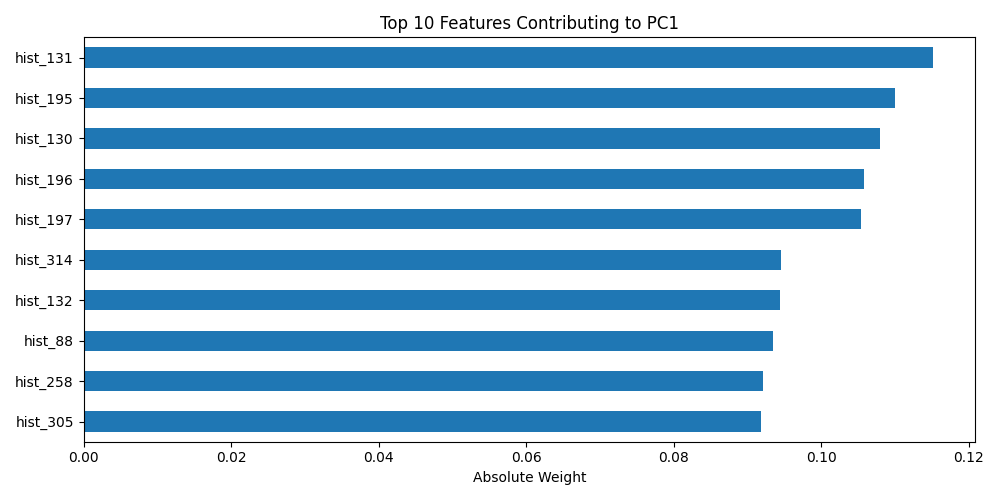 Top 10 Features Contributing to PC1
hist_131
hist_195
hist_130
hist_196
hist_197
hist_314
hist_132
hist_88
hist_258
hist_305
0.00 0.02 0.04 0.06 0.08 0.10 0.12
Absolute Weight